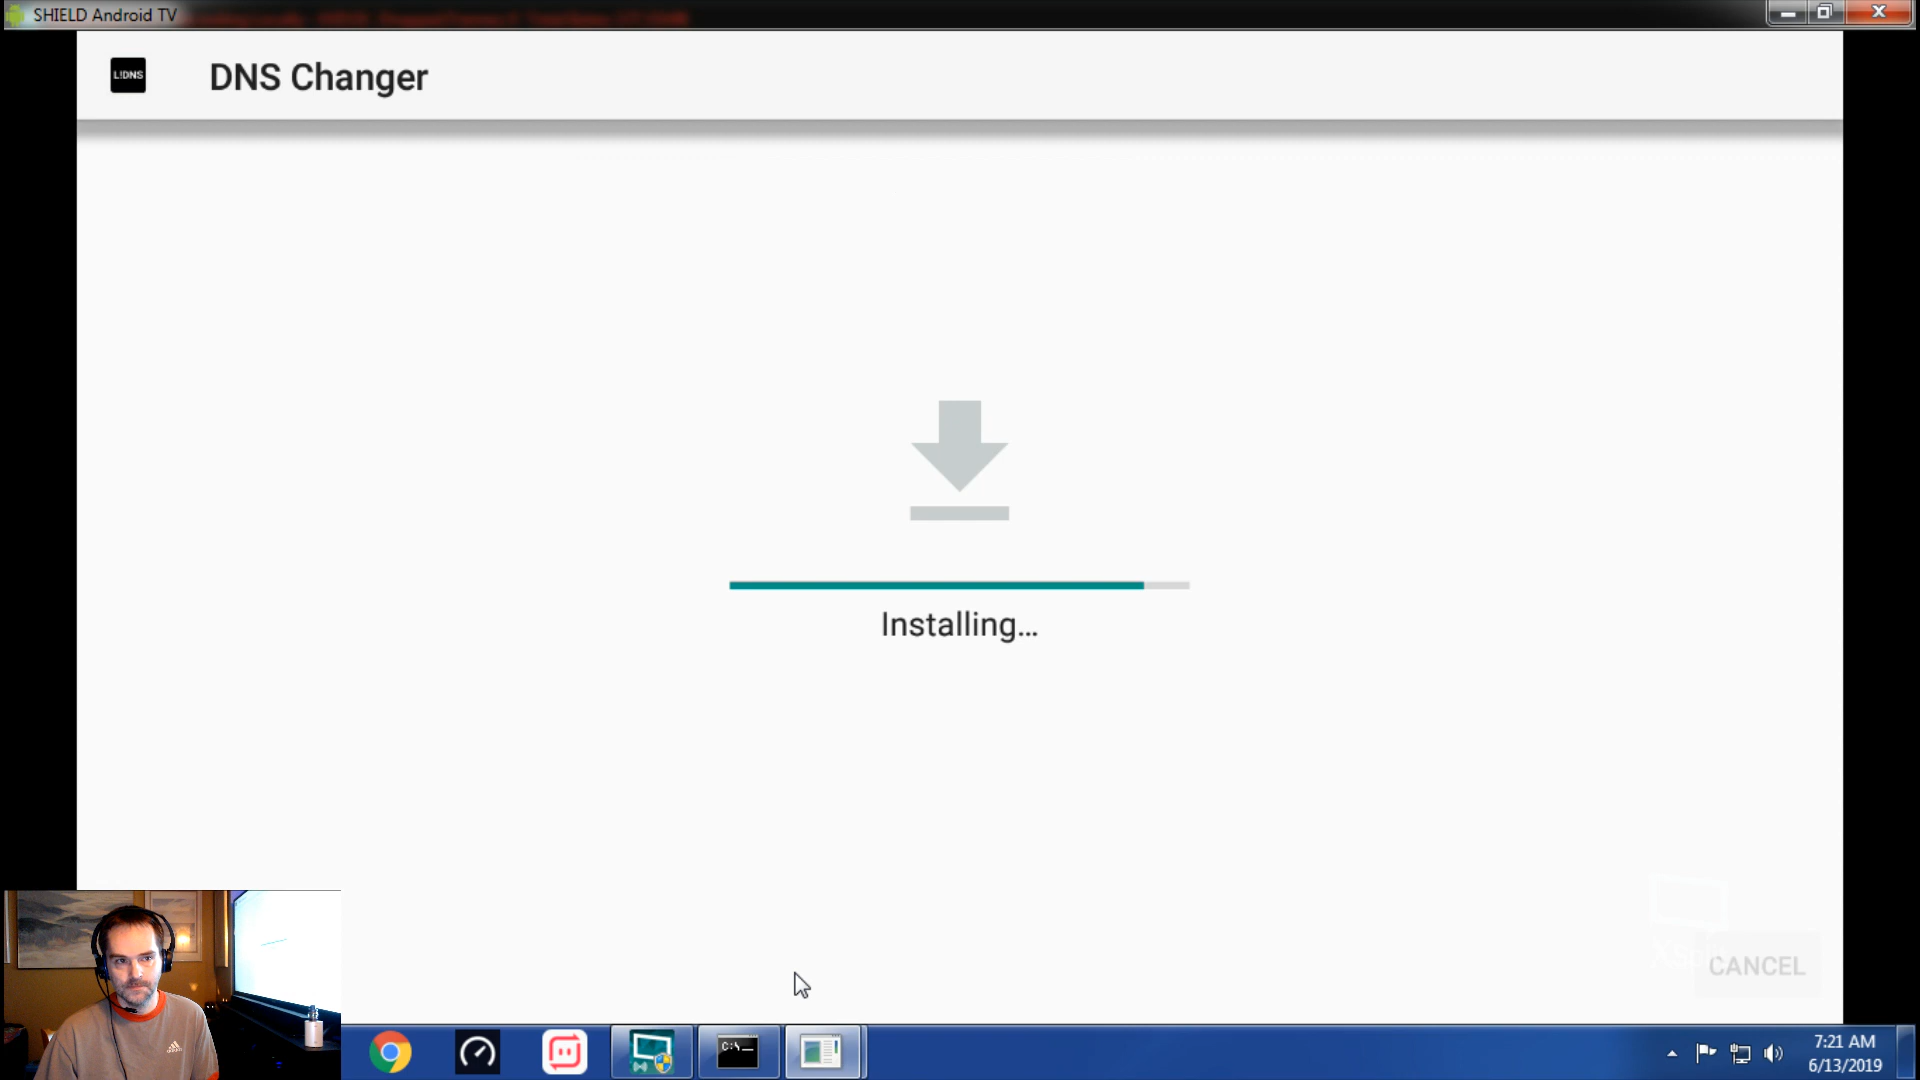 SHIELD Android TV
L!DNS
DNS Changer
Installing...
CANCEL
C:\_
7:21 AM
6/13/2019